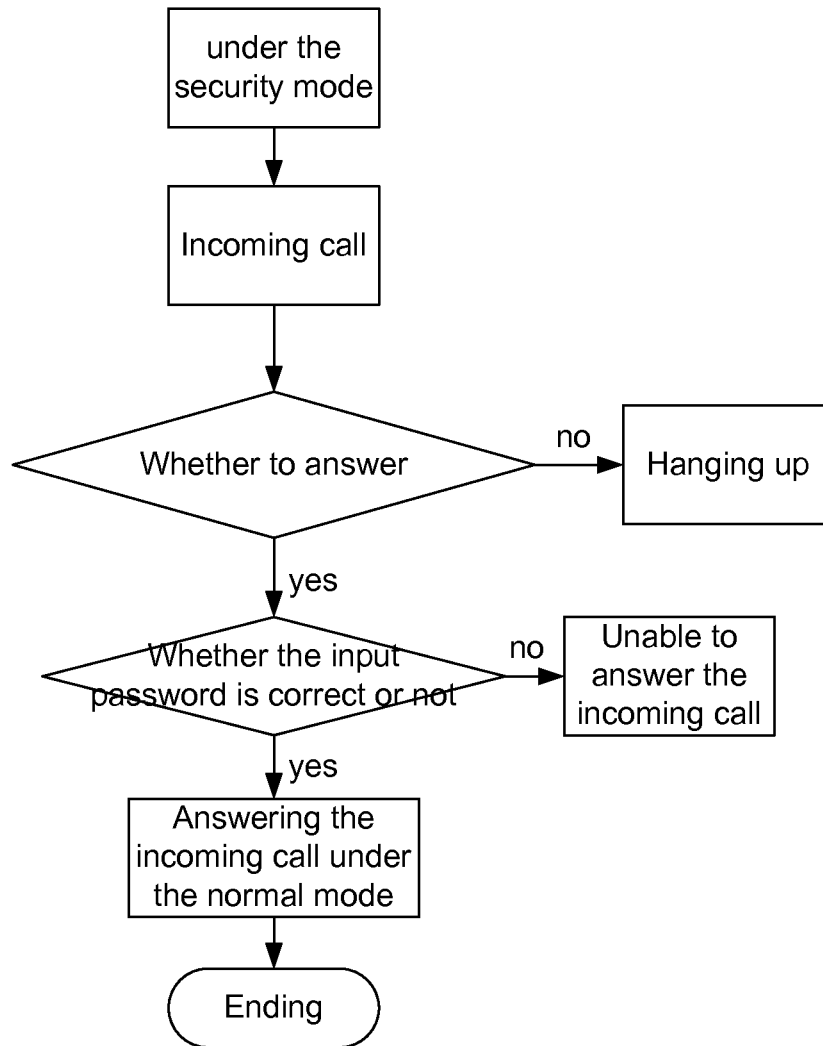 under the
security mode
Incoming call
Whether to answer
no
Hanging up
yes
Whether the input
password is correct or not
no
Unable to
answer the
incoming call
yes
Answering the
incoming call under
the normal mode
Ending